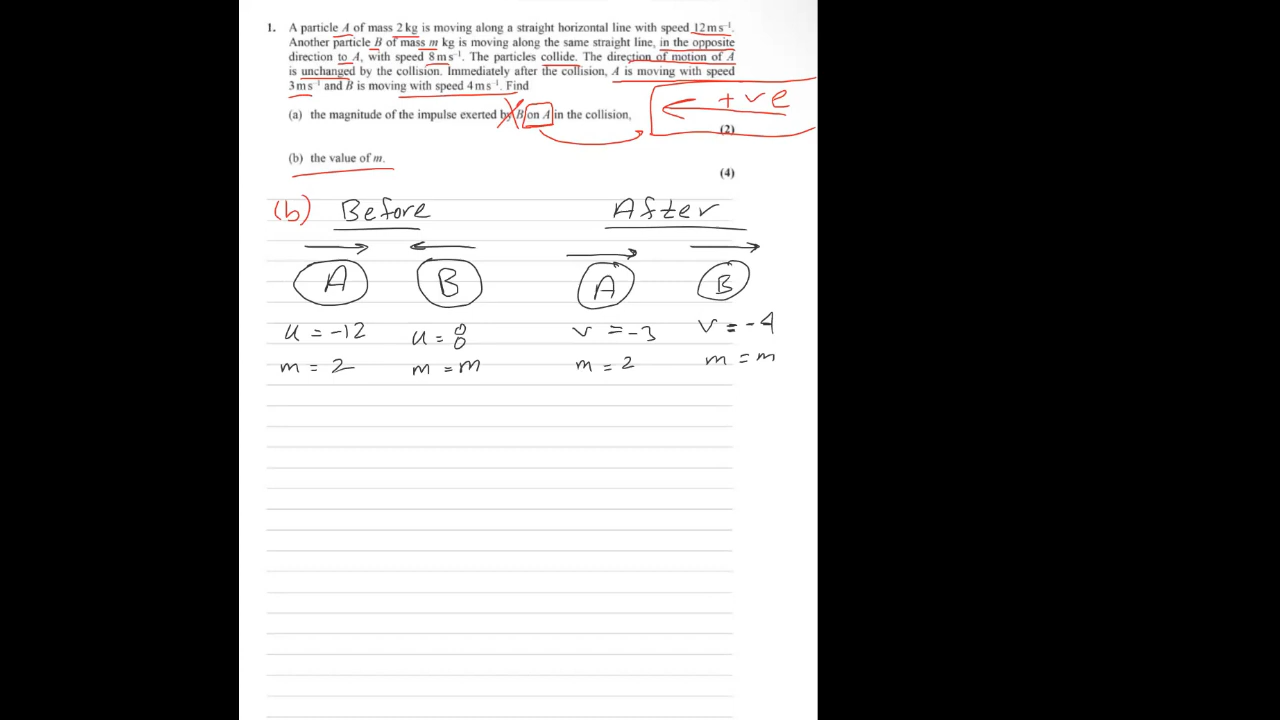 1. A particle A of mass 2 kg is moving along a straight horizontal line with speed 12 m s⁻¹.
Another particle B of mass m kg is moving along the same straight line, in the opposite
direction to A, with speed 8 m s⁻¹. The particles collide. The direction of motion of A
is unchanged by the collision. Immediately after the collision, A is moving with speed
3 m s⁻¹ and B is moving with speed 4 m s⁻¹. Find
(a) the magnitude of the impulse exerted by B on A in the collision,
+ve
(2)
(b) the value of m.
(4)
(b) Before After
A B A B
u = -12 u = 8 v = -3 v = -4
m = 2 m = m m = 2 m = m